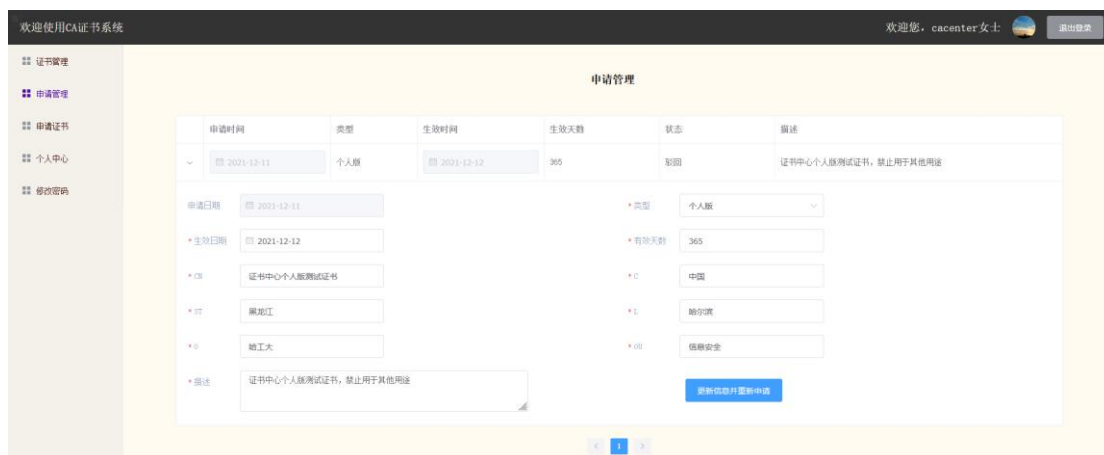 欢迎使用CA证书系统 欢迎您，cacenter女士 退出登录
证书管理
申请管理
申请证书
个人中心
修改密码
申请管理
申请时间 类型 生效时间 生效天数 状态 描述
2021-12-11 个人版 2021-12-12 365 驳回 证书中心个人版测试证书，禁止用于其他用途
申请日期 2021-12-11 * 类型 个人版
* 生效日期 2021-12-12 * 有效天数 365
* CN 证书中心个人版测试证书 * C 中国
* ST 黑龙江 * L 哈尔滨
* O 哈工大 * OU 信息安全
* 描述 证书中心个人版测试证书，禁止用于其他用途 更新信息并重新申请
< 1 >